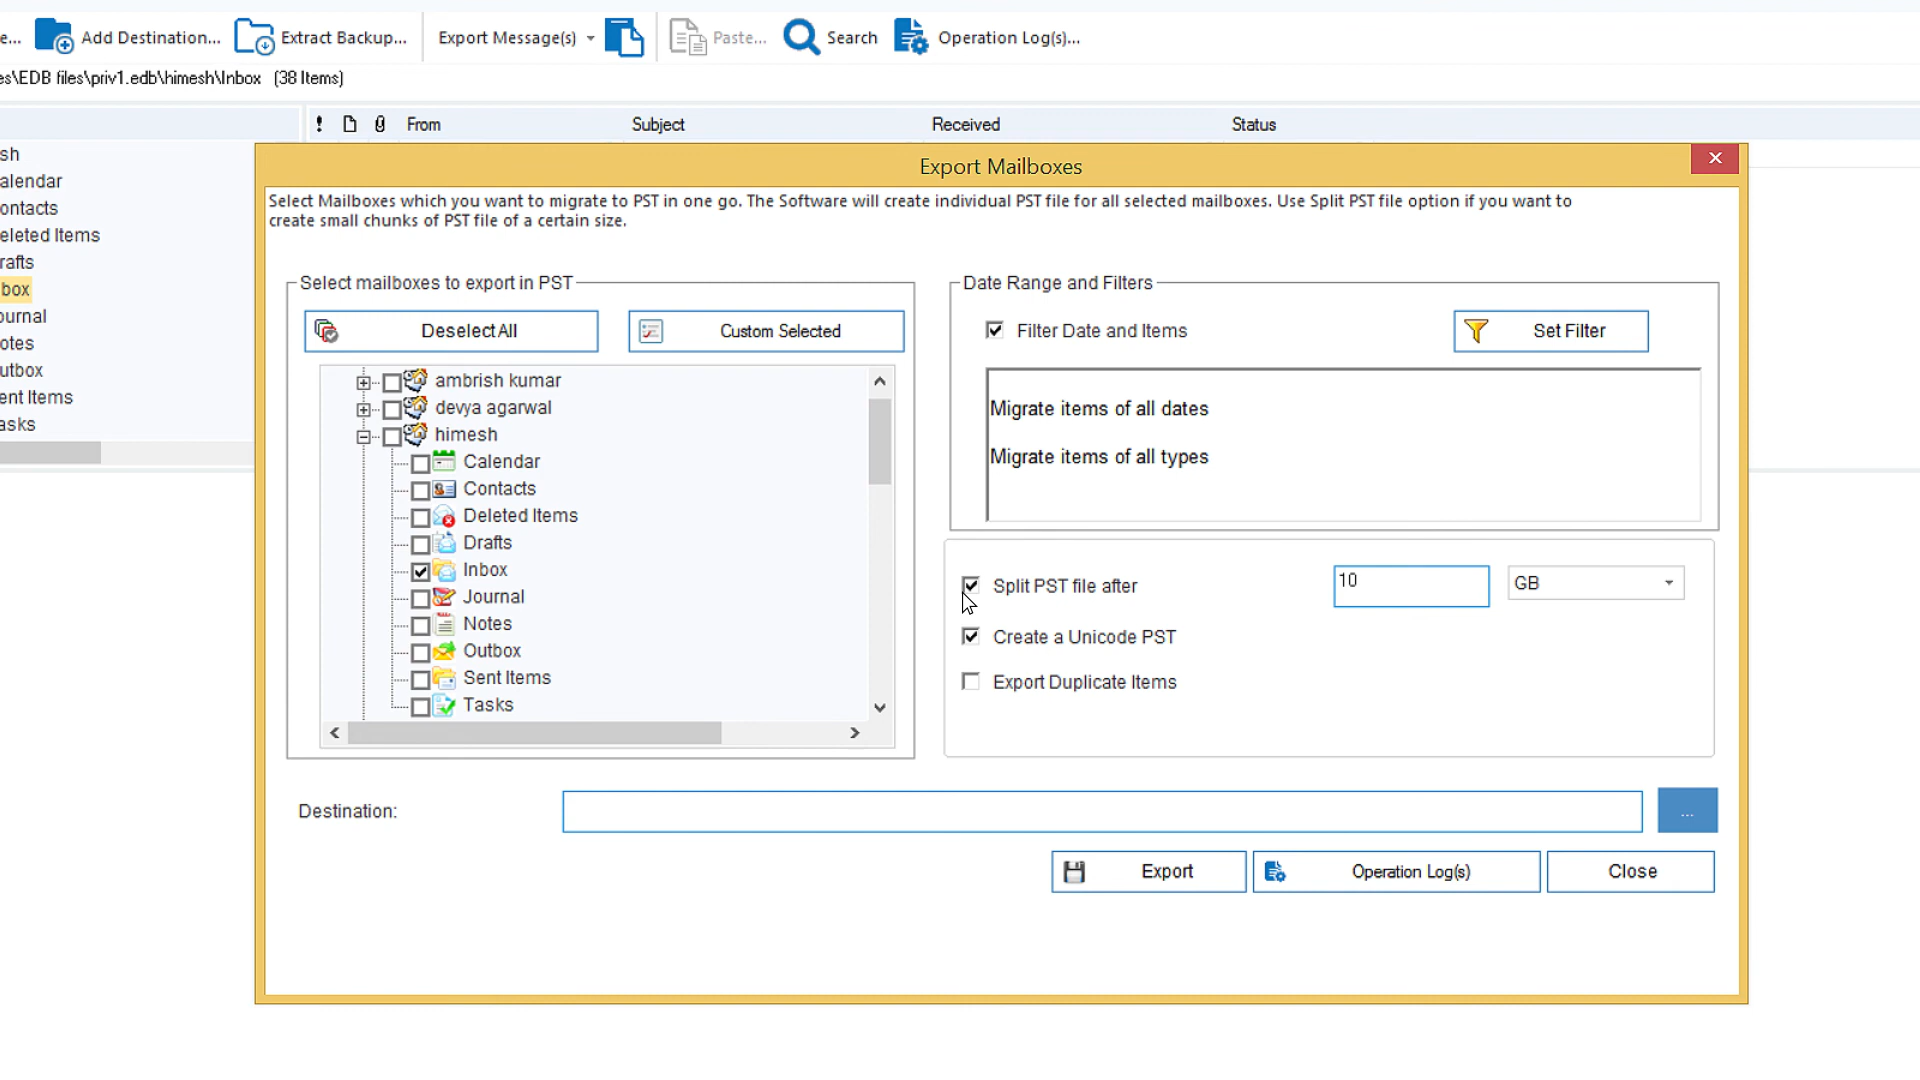 e... Add Destination... Extract Backup... Export Message(s) Paste... Search Operation Log(s)...
es\EDB files\priv1.edb\himesh\Inbox (38 Items)
! From Subject Received Status
sh
alendar
ontacts
eleted Items
rafts
box
ournal
otes
utbox
ent Items
asks
Export Mailboxes
Select Mailboxes which you want to migrate to PST in one go. The Software will create individual PST file for all selected mailboxes. Use Split PST file option if you want to
create small chunks of PST file of a certain size.
Select mailboxes to export in PST
Deselect All Custom Selected
ambrish kumar
devya agarwal
himesh
Calendar
Contacts
Deleted Items
Drafts
Inbox
Journal
Notes
Outbox
Sent Items
Tasks
Date Range and Filters
Filter Date and Items Set Filter
Migrate items of all dates
Migrate items of all types
Split PST file after 10 GB
Create a Unicode PST
Export Duplicate Items
Destination: ...
Export Operation Log(s) Close